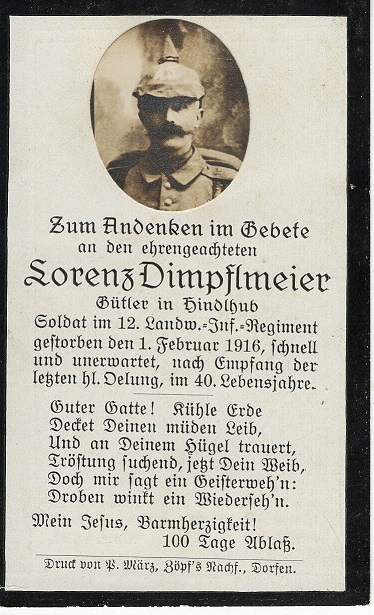 Zum Andenken im Gebete
an den ehrengeachteten
Lorenz Dimpflmeier
Gütler in Hindlhub
Soldat im 12. Landw.-Inf.-Regiment
gestorben den 1. Februar 1916, schnell
und unerwartet, nach Empfang der
letzten hl. Oelung, im 40. Lebensjahre.
Guter Gatte! Kühle Erde
Decket Deinen müden Leib,
Und an Deinem Hügel trauert,
Tröstung suchend, jetzt Dein Weib,
Doch mir sagt ein Geisterweh'n:
Droben winkt ein Wiederseh'n.
Mein Jesus, Barmherzigkeit!
100 Tage Ablaß.
Druck von P. März, Zöpf's Nachf., Dorfen.